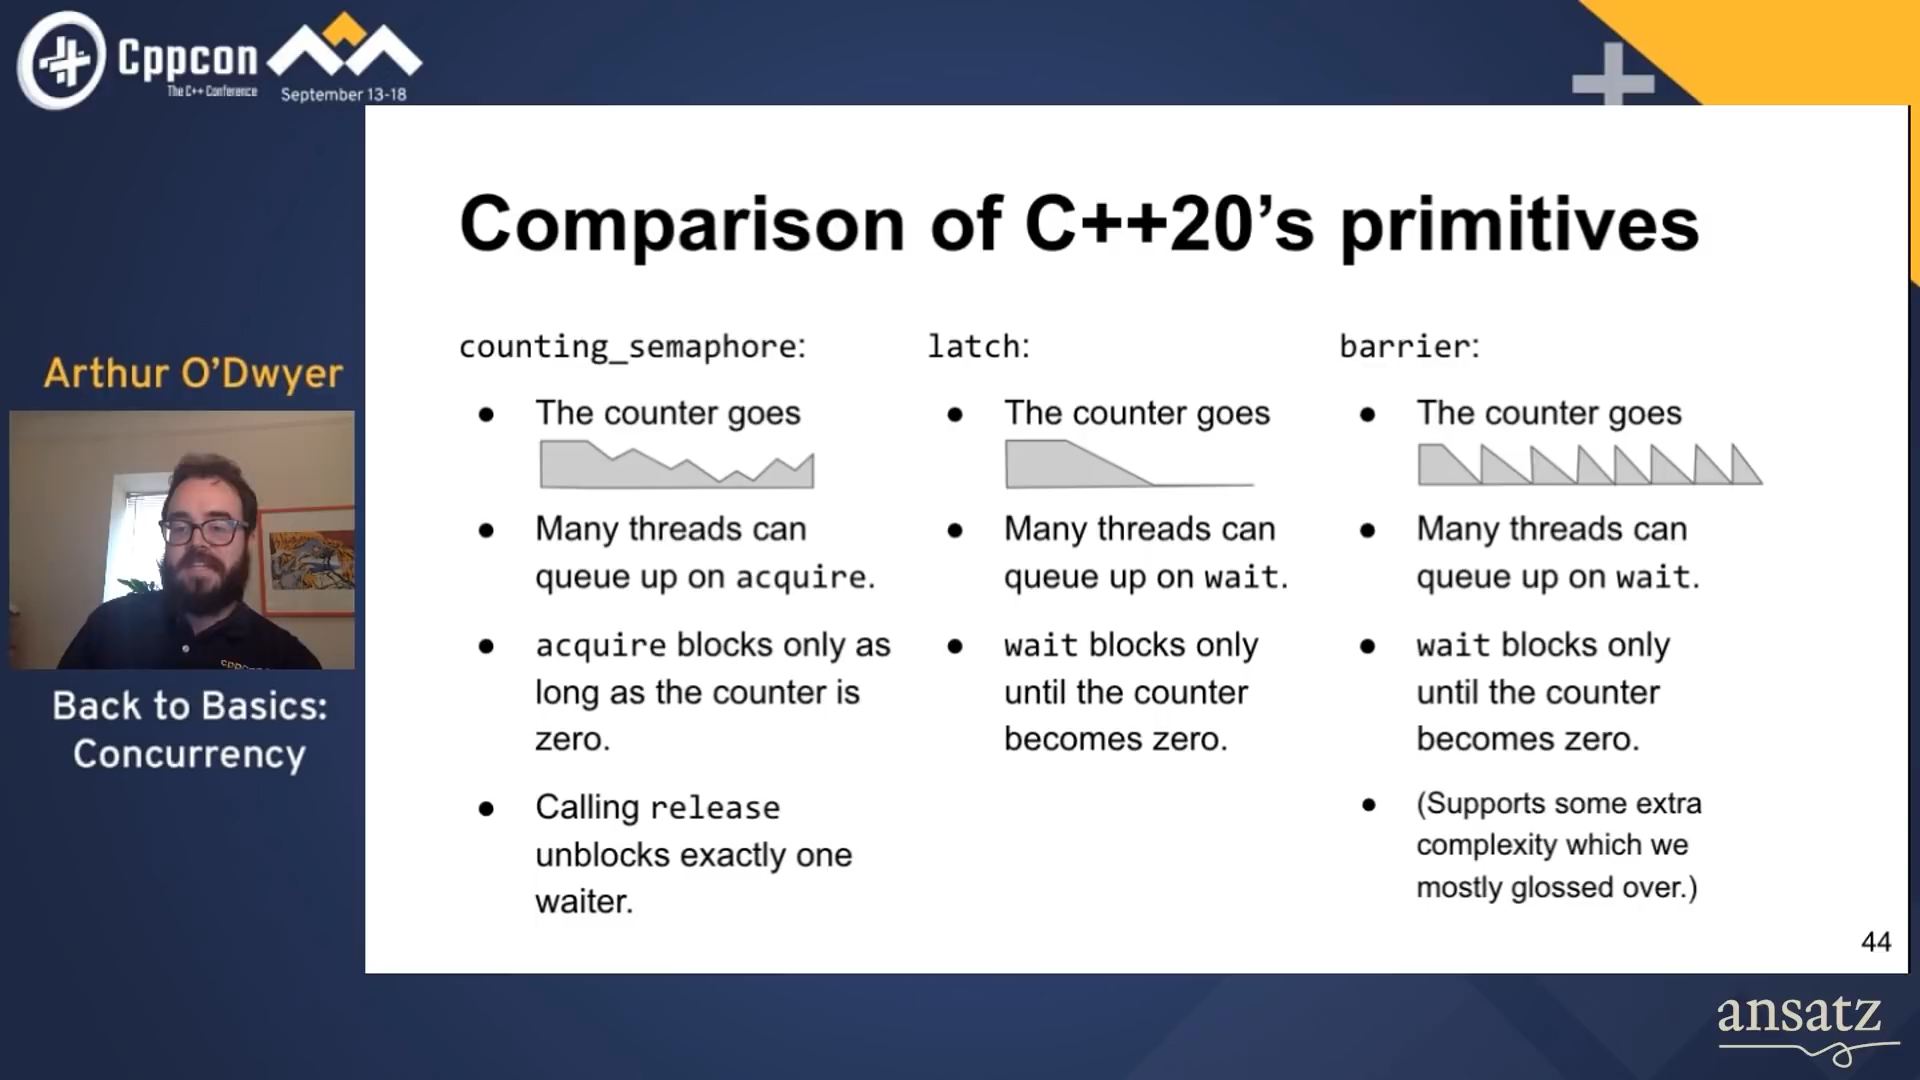 Cppcon
The C++ Conference
September 13-18
Arthur O’Dwyer
Back to Basics:
Concurrency
Comparison of C++20’s primitives
counting_semaphore:
● The counter goes
● Many threads can
queue up on acquire.
● acquire blocks only as
long as the counter is
zero.
● Calling release
unblocks exactly one
waiter.
latch:
● The counter goes
● Many threads can
queue up on wait.
● wait blocks only
until the counter
becomes zero.
barrier:
● The counter goes
● Many threads can
queue up on wait.
● wait blocks only
until the counter
becomes zero.
● (Supports some extra
complexity which we
mostly glossed over.)
44
ansatz